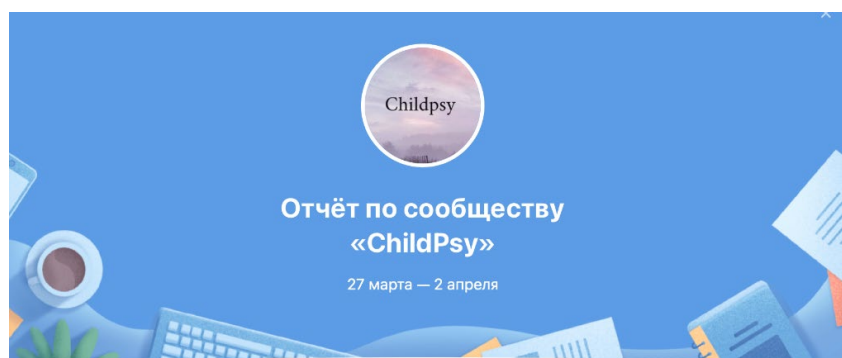 Childpsy
Отчёт по сообществу
«ChildPsy»
27 марта — 2 апреля